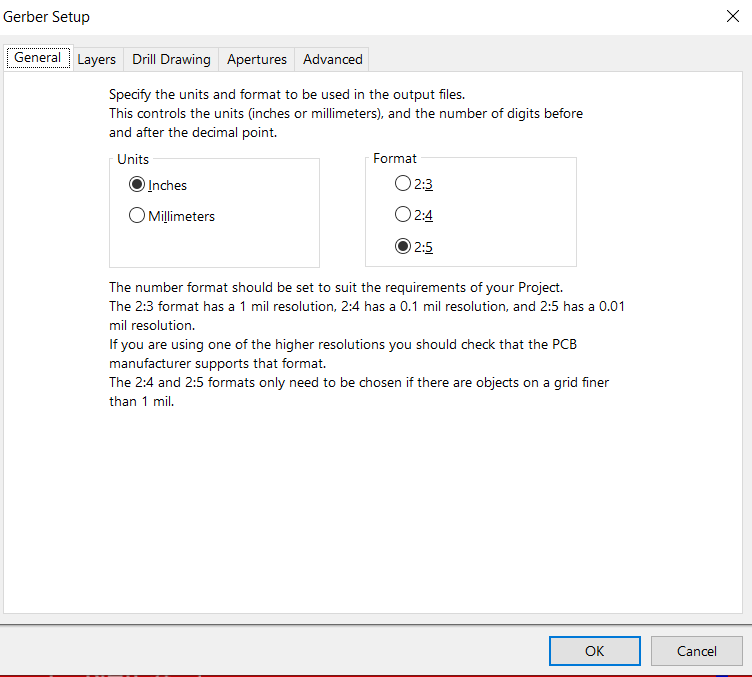 Gerber Setup
General Layers Drill Drawing Apertures Advanced
Specify the units and format to be used in the output files.
This controls the units (inches or millimeters), and the number of digits before
and after the decimal point.
Units
Inches
Millimeters
Format
2:3
2:4
2:5
The number format should be set to suit the requirements of your Project.
The 2:3 format has a 1 mil resolution, 2:4 has a 0.1 mil resolution, and 2:5 has a 0.01
mil resolution.
If you are using one of the higher resolutions you should check that the PCB
manufacturer supports that format.
The 2:4 and 2:5 formats only need to be chosen if there are objects on a grid finer
than 1 mil.
OK Cancel